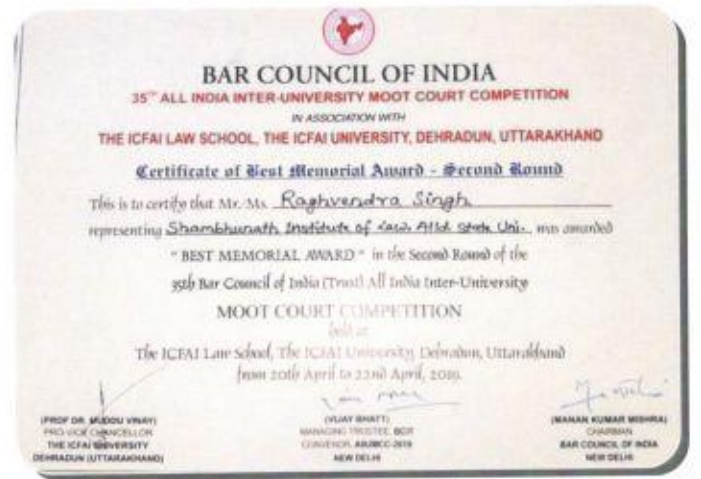 BAR COUNCIL OF INDIA
35TH ALL INDIA INTER-UNIVERSITY MOOT COURT COMPETITION
IN ASSOCIATION WITH
THE ICFAI LAW SCHOOL, THE ICFAI UNIVERSITY, DEHRADUN, UTTARAKHAND
Certificate of Best Memorial Award - Second Round
This is to certify that Mr. Ms. Raghvendra Singh
representing Shambhunath Institute of Law, Alld. State Uni., was awarded
" BEST MEMORIAL AWARD " in the Second Round of the
35th Bar Council of India (Trust) All India Inter-University
MOOT COURT COMPETITION
held at
The ICFAI Law School, The ICFAI University, Dehradun, Uttarakhand
from 20th April to 22nd April, 2019.
(PROF DR. MUDDU VINAY)
PRO-VICE CHANCELLOR
THE ICFAI UNIVERSITY
DEHRADUN (UTTARAKHAND)
(VIJAY BHATT)
MANAGING TRUSTEE, BCIT
CONVENOR, AIIUMCC-2019
NEW DELHI
(MANAN KUMAR MISHRA)
CHAIRMAN
BAR COUNCIL OF INDIA
NEW DELHI